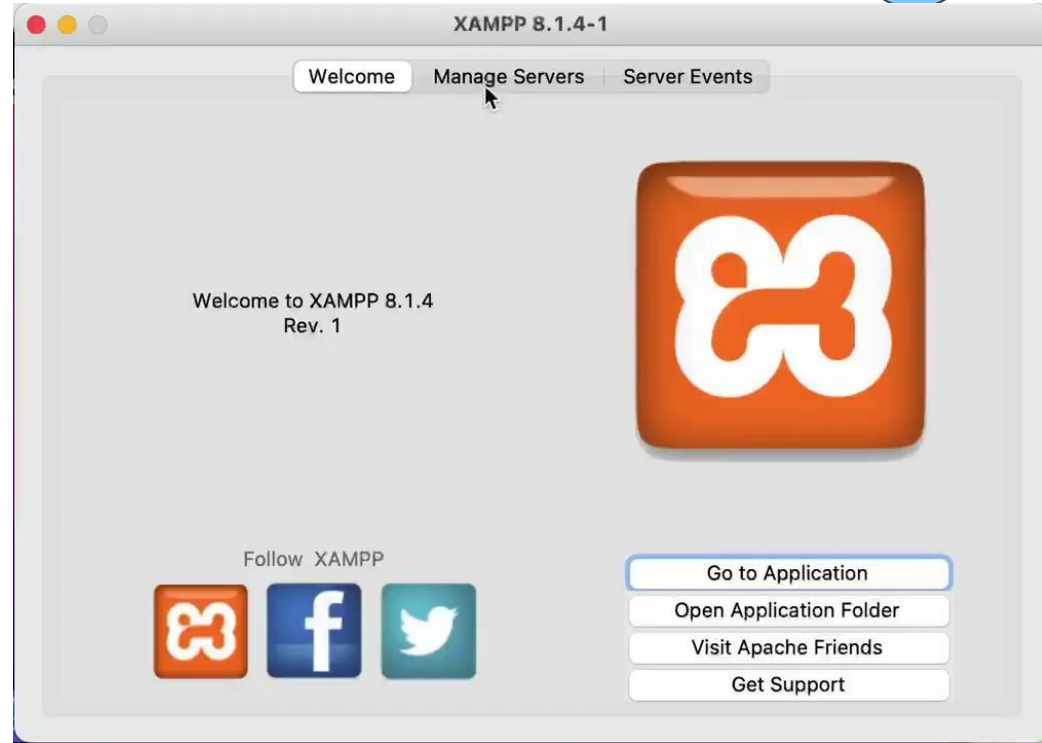 XAMPP 8.1.4-1
Welcome Manage Servers Server Events
Welcome to XAMPP 8.1.4
Rev. 1
Follow XAMPP
Go to Application
Open Application Folder
Visit Apache Friends
Get Support